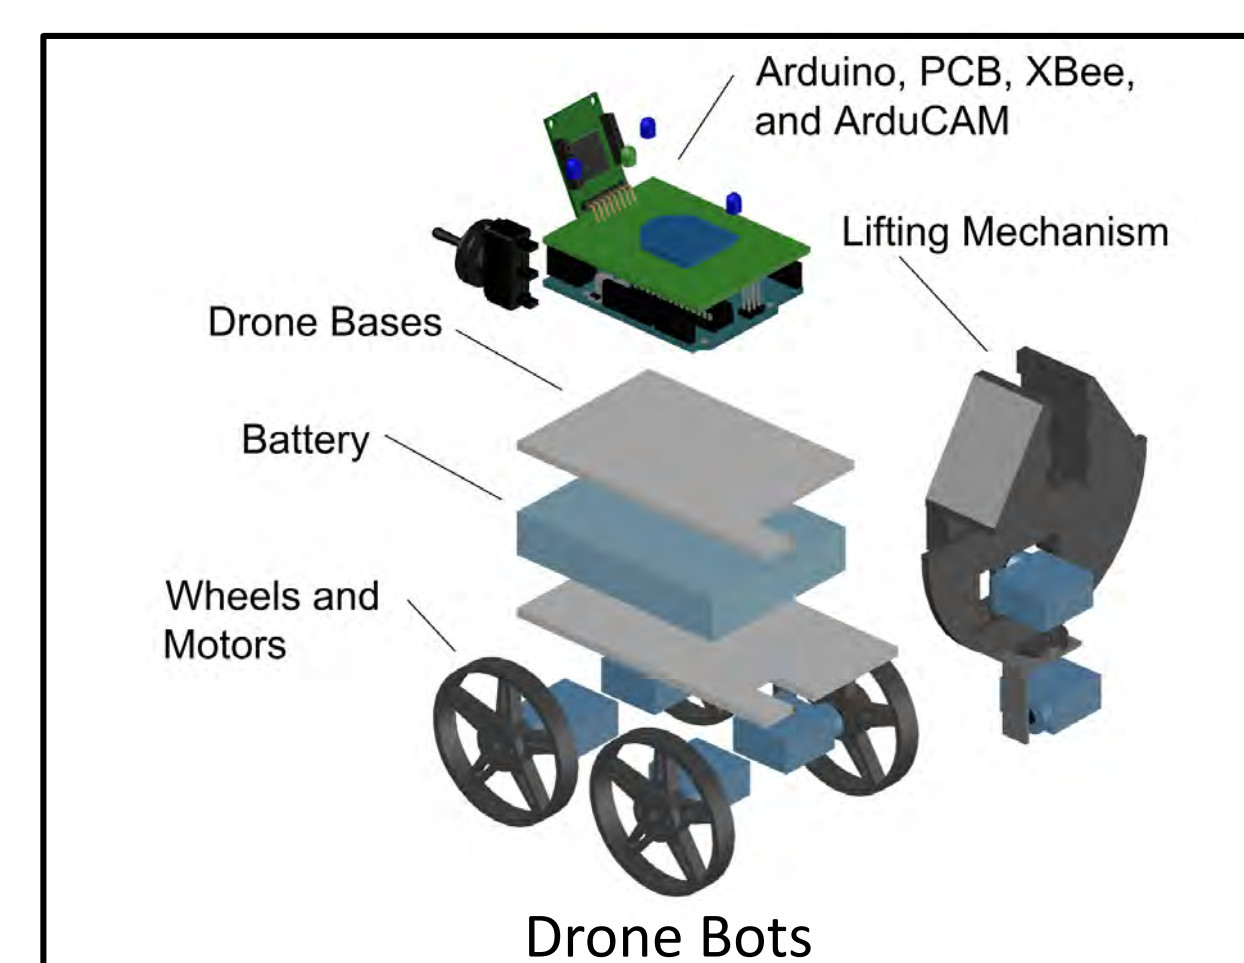 Arduino, PCB, XBee,
and ArduCAM
Lifting Mechanism
Drone Bases
Battery
Wheels and
Motors
Drone Bots